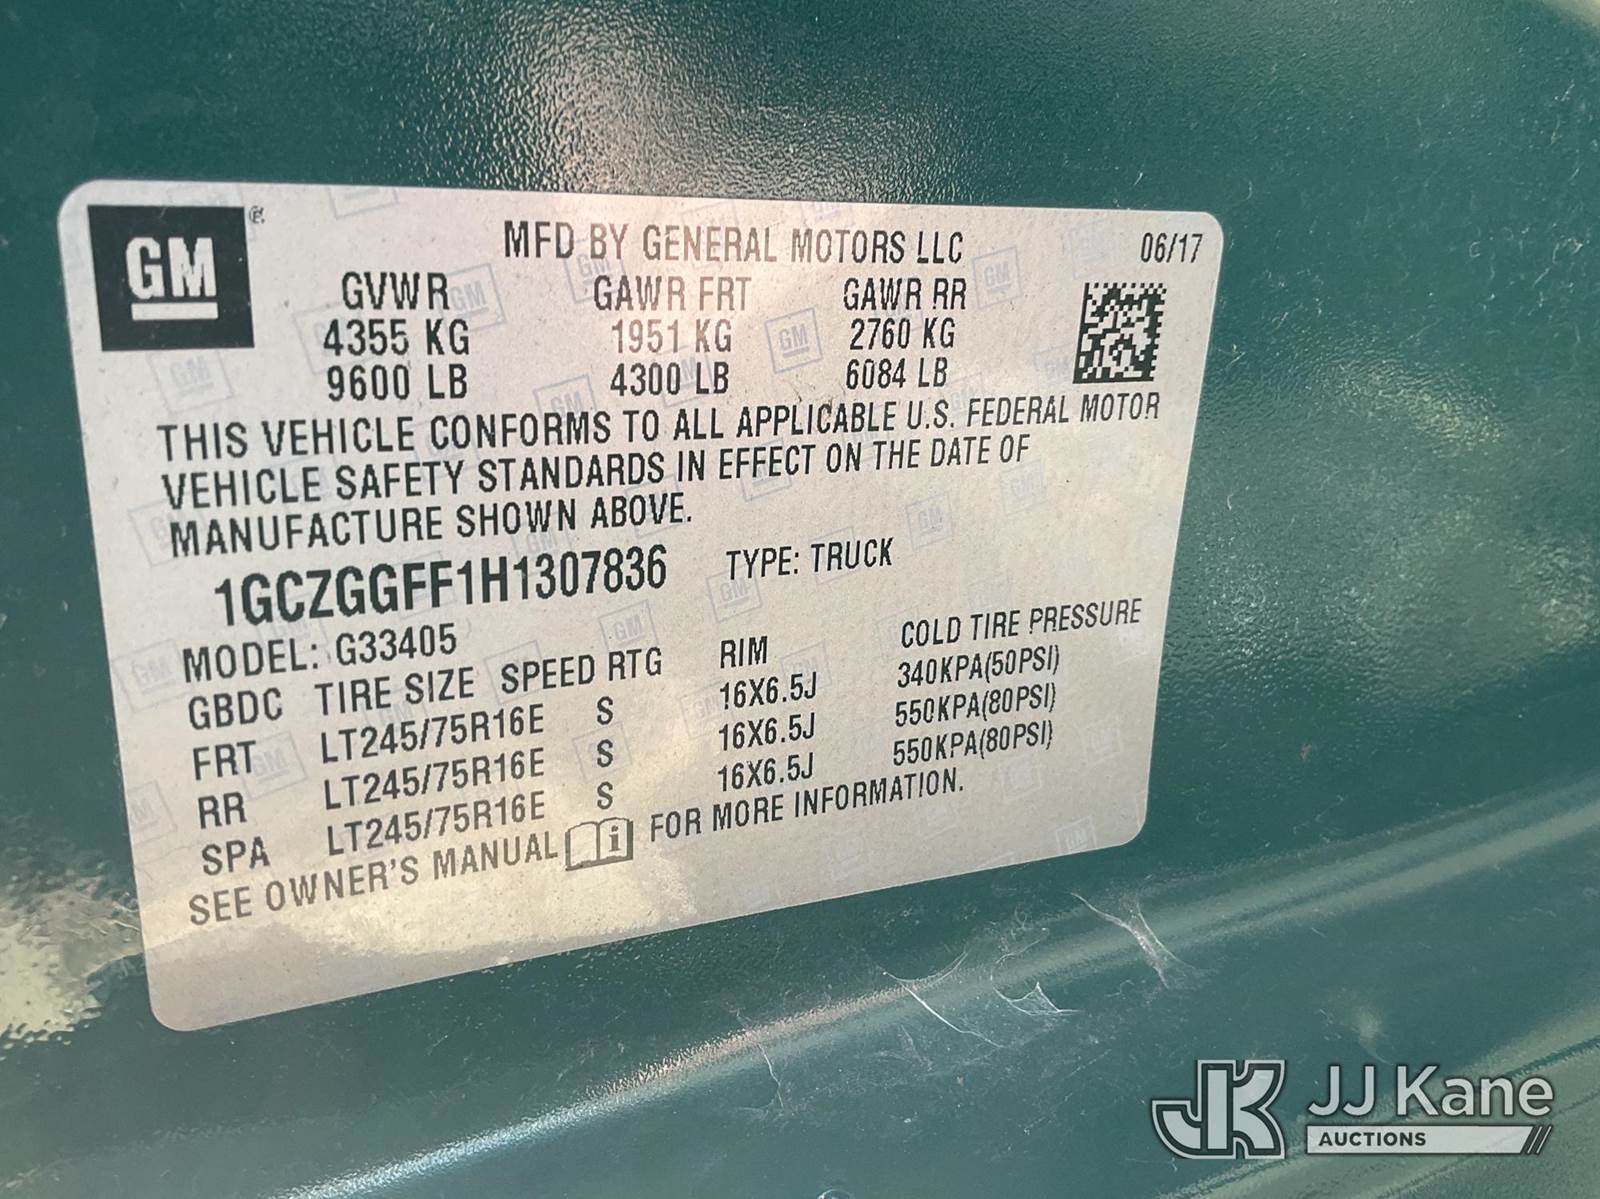 GM
MFD BY GENERAL MOTORS LLC 06/17
GVWR GAWR FRT GAWR RR
4355 KG 1951 KG 2760 KG
9600 LB 4300 LB 6084 LB
THIS VEHICLE CONFORMS TO ALL APPLICABLE U.S. FEDERAL MOTOR
VEHICLE SAFETY STANDARDS IN EFFECT ON THE DATE OF
MANUFACTURE SHOWN ABOVE.
1GCZGGFF1H1307836 TYPE: TRUCK
MODEL: G33405
GBDC TIRE SIZE SPEED RTG RIM COLD TIRE PRESSURE
FRT LT245/75R16E S 16X6.5J 340KPA(50PSI)
RR LT245/75R16E S 16X6.5J 550KPA(80PSI)
SPA LT245/75R16E S 16X6.5J 550KPA(80PSI)
SEE OWNER'S MANUAL FOR MORE INFORMATION.
JK JJ Kane
AUCTIONS